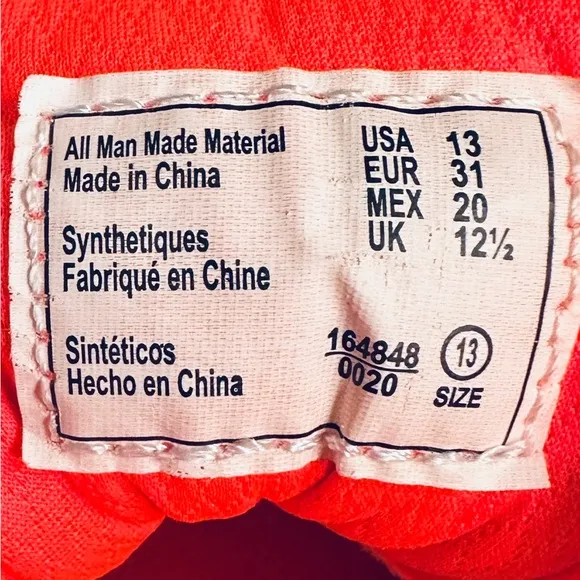 All Man Made Material
Made in China
Synthetiques
Fabriqué en Chine
Sintéticos
Hecho en China
USA 13
EUR 31
MEX 20
UK 12½
164848
0020
13
SIZE